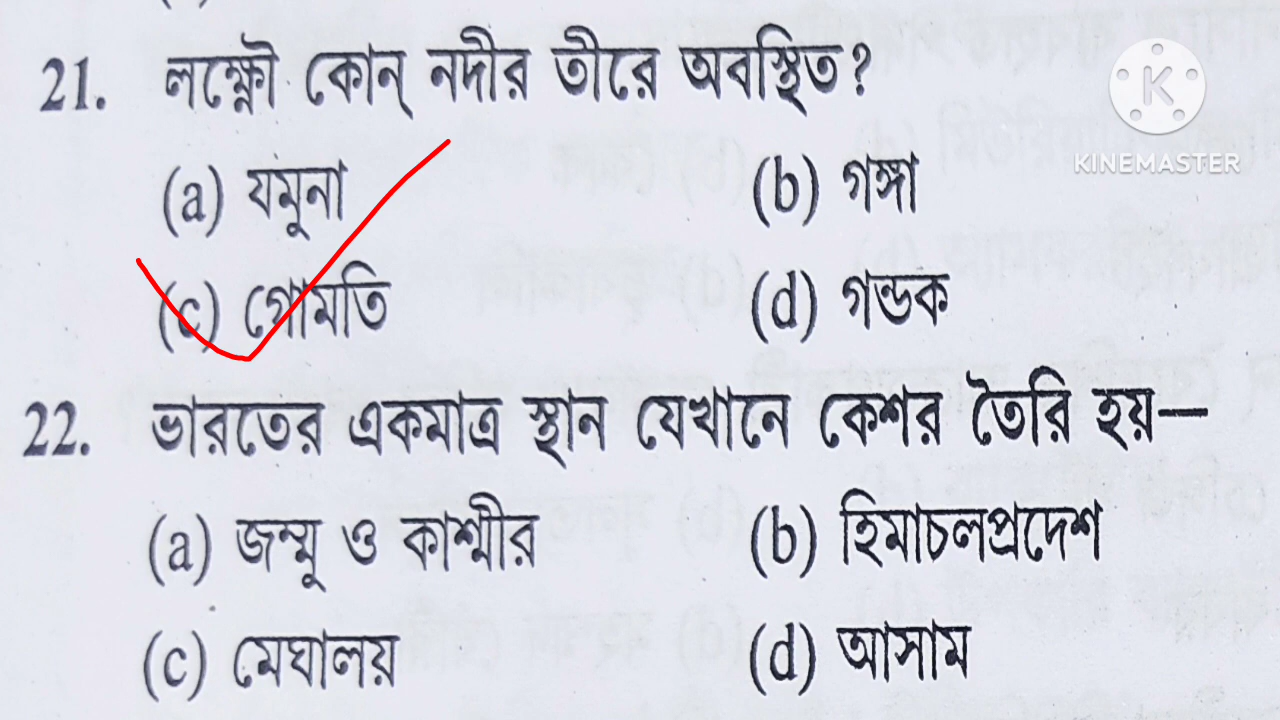 21. লক্ষ্ণৌ কোন্ নদীর তীরে অবস্থিত?
(a) যমুনা (b) গঙ্গা
(c) গোমতি (d) গন্ডক
22. ভারতের একমাত্র স্থান যেখানে কেশর তৈরি হয়—
(a) জম্মু ও কাশ্মীর (b) হিমাচলপ্রদেশ
(c) মেঘালয় (d) আসাম
K
KINEMASTER